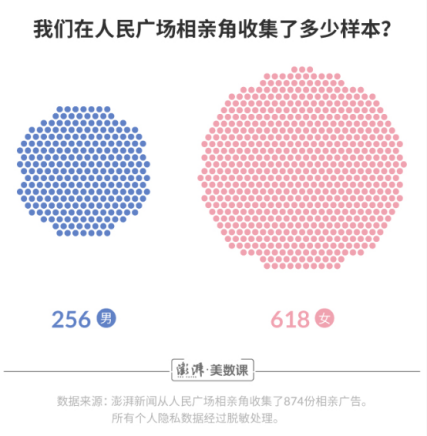 我们在人民广场相亲角收集了多少样本?
256 男
618 女
澎湃·美数课
数据来源：澎湃新闻从人民广场相亲角收集了874份相亲广告。
所有个人隐私数据经过脱敏处理。